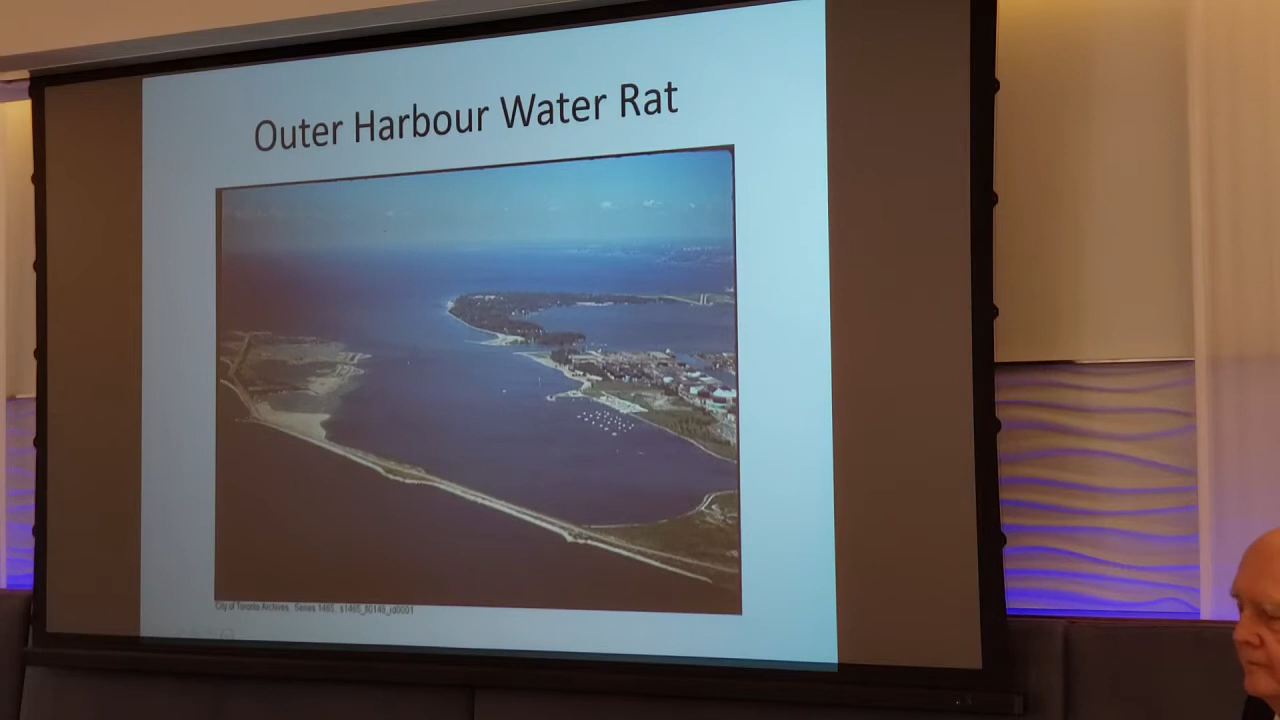 Outer Harbour Water Rat
City of Toronto Archives, Series 1465, s1465_fl0148_id0001